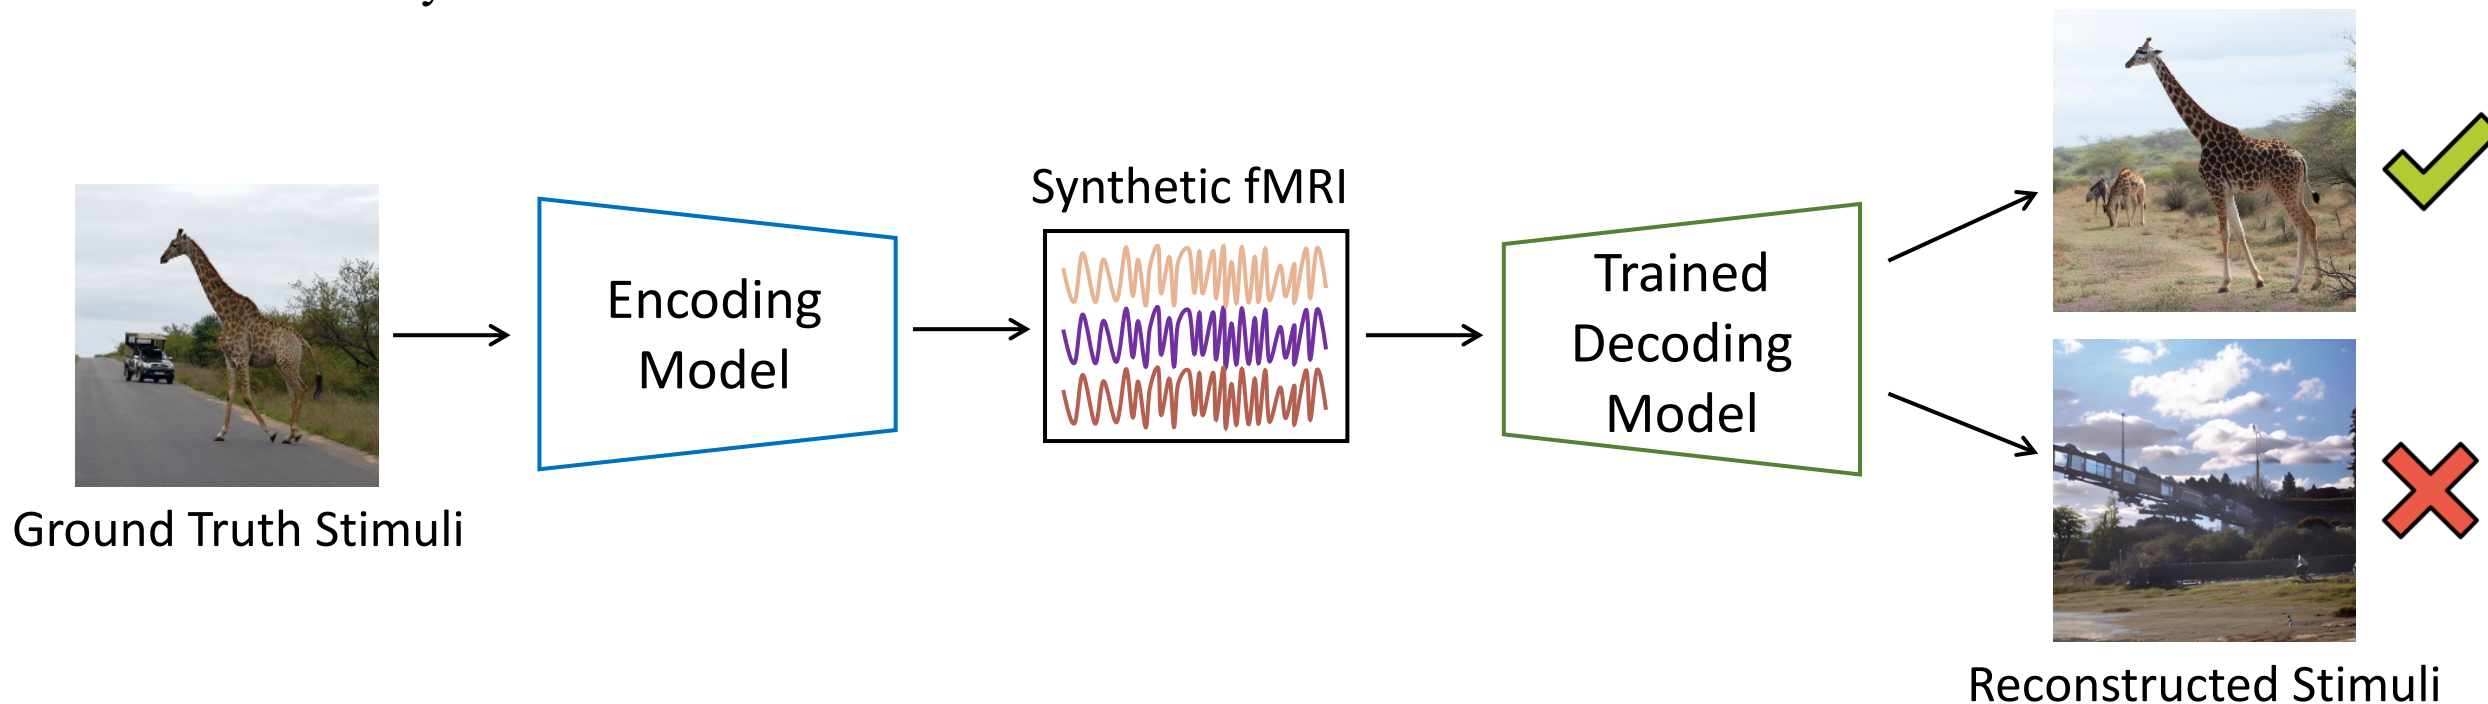 Ground Truth Stimuli
Encoding
Model
Synthetic fMRI
Trained
Decoding
Model
Reconstructed Stimuli